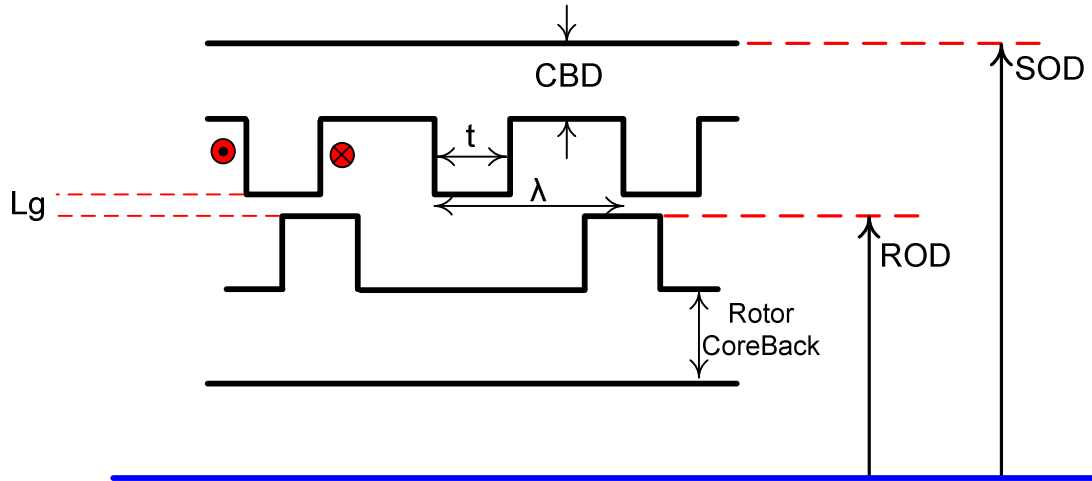 CBD
SOD
t
λ
Lg
ROD
Rotor
CoreBack